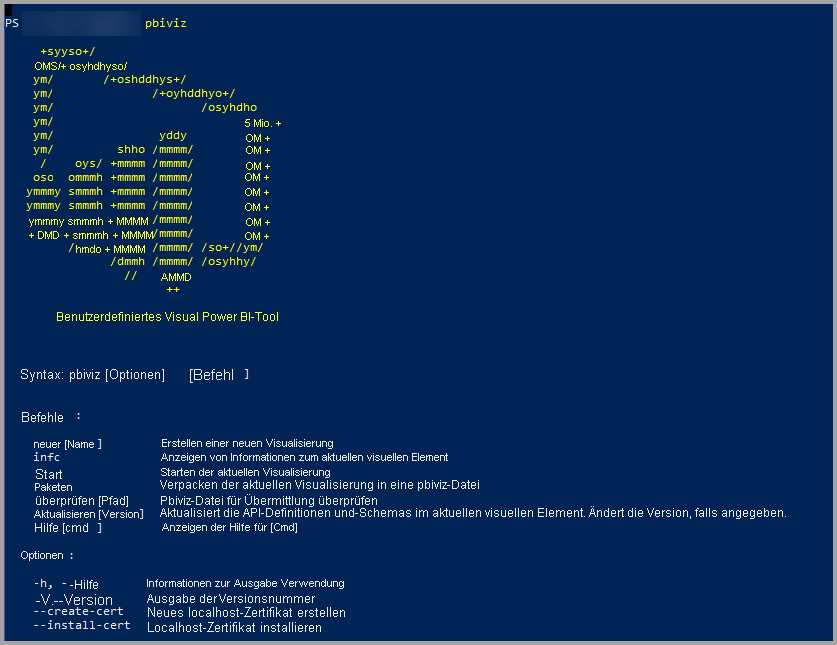 PS pbiviz
+syyso+/
OMS/+ osyhdhyso/
ym/ /+oshddhys+/
ym/ /+oyhddhyo+/
ym/ /osyhdho
ym/ 5 Mio. +
ym/ yddy OM +
ym/ shho /mmmm/ OM +
/ oys/ +mmmm /mmmm/ OM +
oso ommmh +mmmm /mmmm/ OM +
ymmmy smmmh +mmmm /mmmm/ OM +
ymmmy smmmh +mmmm /mmmm/ OM +
ymmmy smmmh + MMMM /mmmm/ OM +
+ DMD + smmmh + MMMM/mmmm/ OM +
/hmdo + MMMM /mmmm/ /so+//ym/
/dmmh /mmmm/ /osyhhy/
// AMMD
++
Benutzerdefiniertes Visual Power BI-Tool
Syntax: pbiviz [Optionen] [Befehl ]
Befehle :
neuer [Name ] Erstellen einer neuen Visualisierung
infc Anzeigen von Informationen zum aktuellen visuellen Element
Start Starten der aktuellen Visualisierung
Paketen Verpacken der aktuellen Visualisierung in eine pbiviz-Datei
überprüfen [Pfad] Pbiviz-Datei für Übermittlung überprüfen
Aktualisieren [Version] Aktualisiert die API-Definitionen und-Schemas im aktuellen visuellen Element. Ändert die Version, falls angegeben.
Hilfe [cmd ] Anzeigen der Hilfe für [Cmd]
Optionen :
-h, --Hilfe Informationen zur Ausgabe Verwendung
-V.--Version Ausgabe der Versionsnummer
--create-cert Neues localhost-Zertifikat erstellen
--install-cert Localhost-Zertifikat installieren